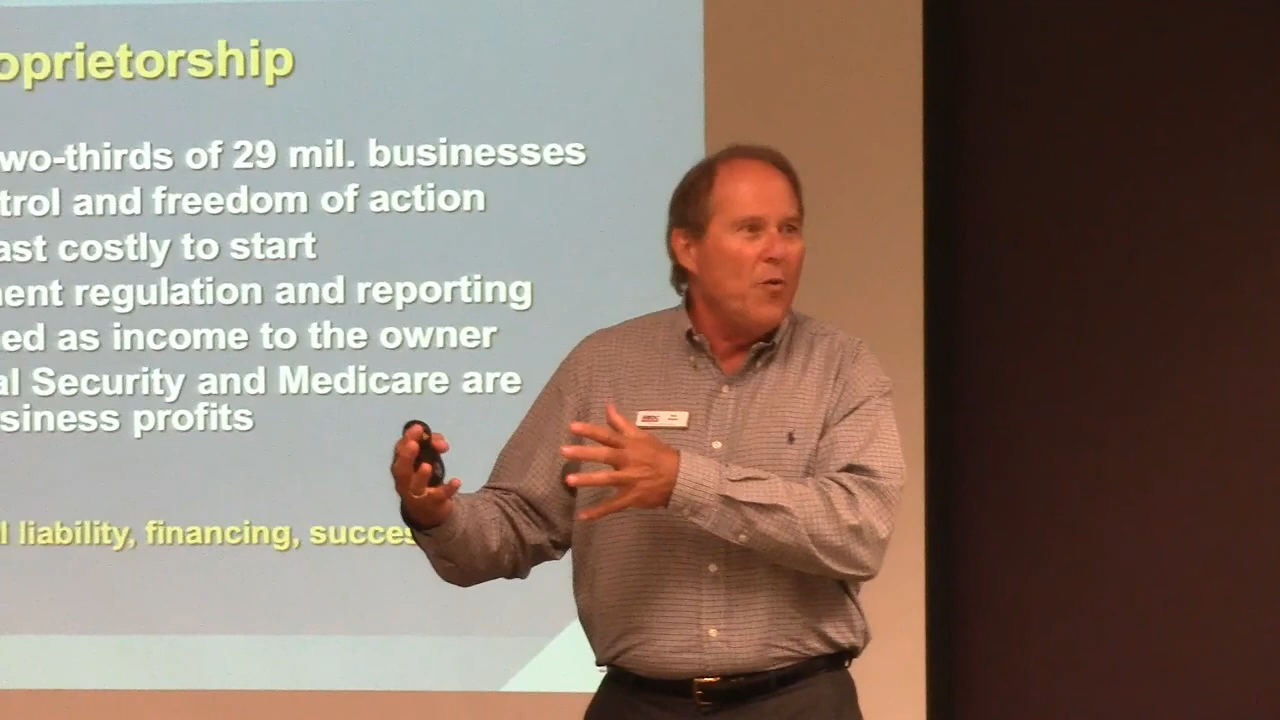 oprietorship
wo-thirds of 29 mil. businesses
trol and freedom of action
ast costly to start
ent regulation and reporting
ed as income to the owner
al Security and Medicare are
siness profits
l liability, financing, succes